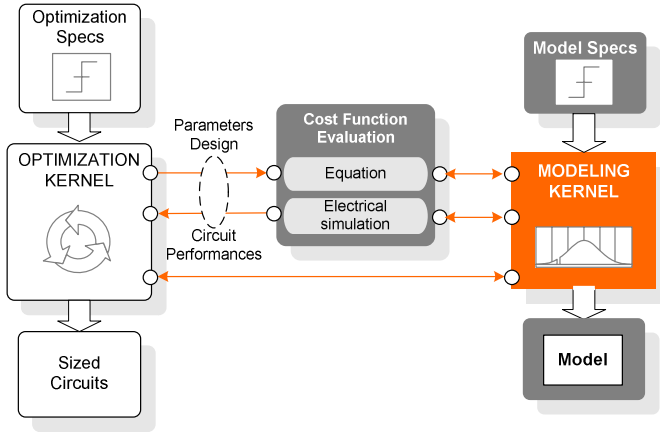 Optimization
Specs
Model Specs
Parameters
Design
Cost Function
Evaluation
OPTIMIZATION
KERNEL
Equation
Electrical
simulation
MODELING
KERNEL
Circuit
Performances
Sized
Circuits
Model